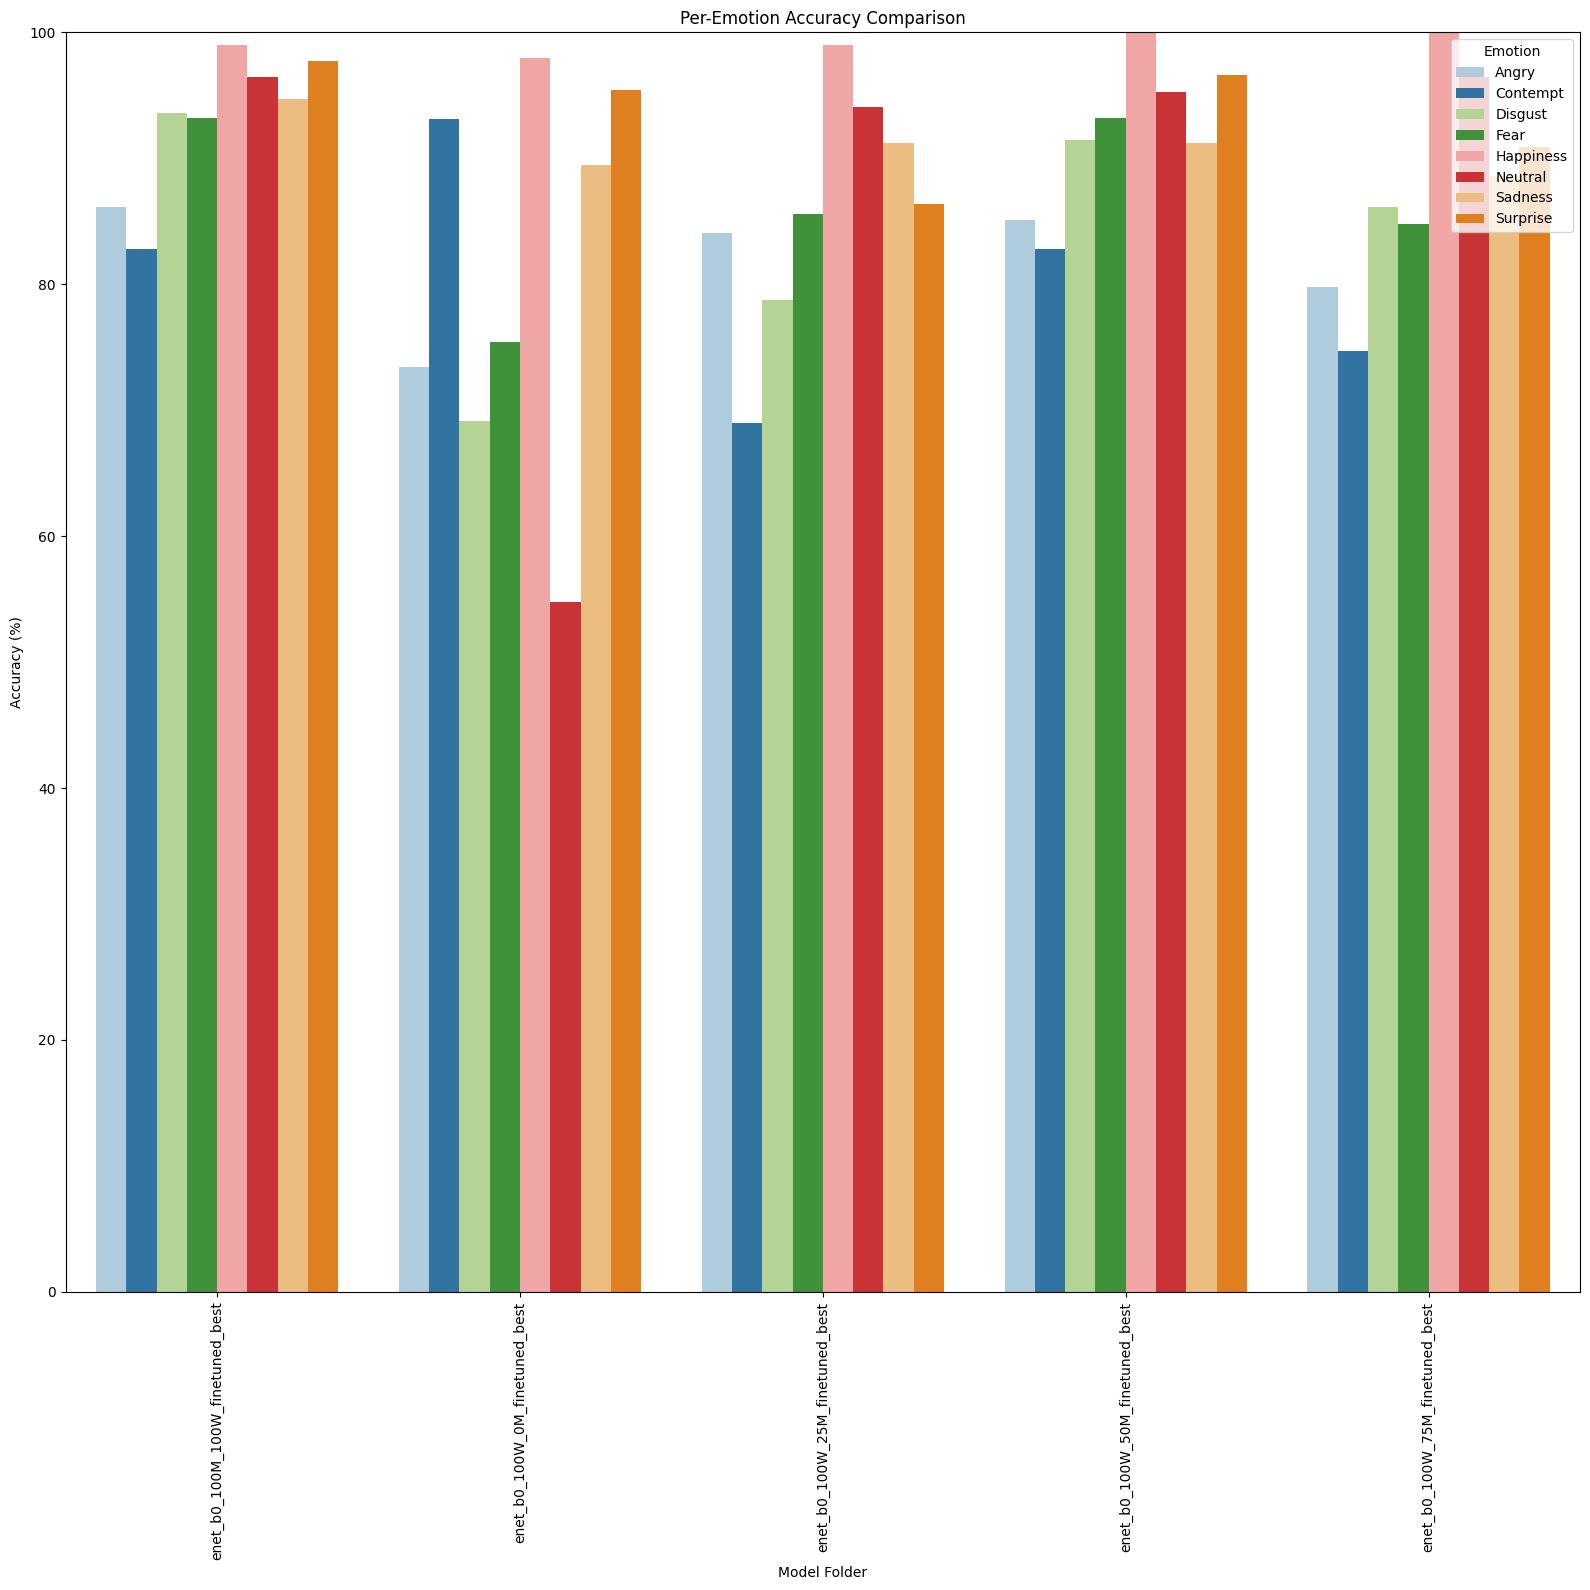 Per-Emotion Accuracy Comparison
Emotion
Angry
Contempt
Disgust
Fear
Happiness
Neutral
Sadness
Surprise
100
80
60
40
20
0
Accuracy (%)
enet_b0_100M_100W_finetuned_best
enet_b0_100W_0M_finetuned_best
enet_b0_100W_25M_finetuned_best
enet_b0_100W_50M_finetuned_best
enet_b0_100W_75M_finetuned_best
Model Folder